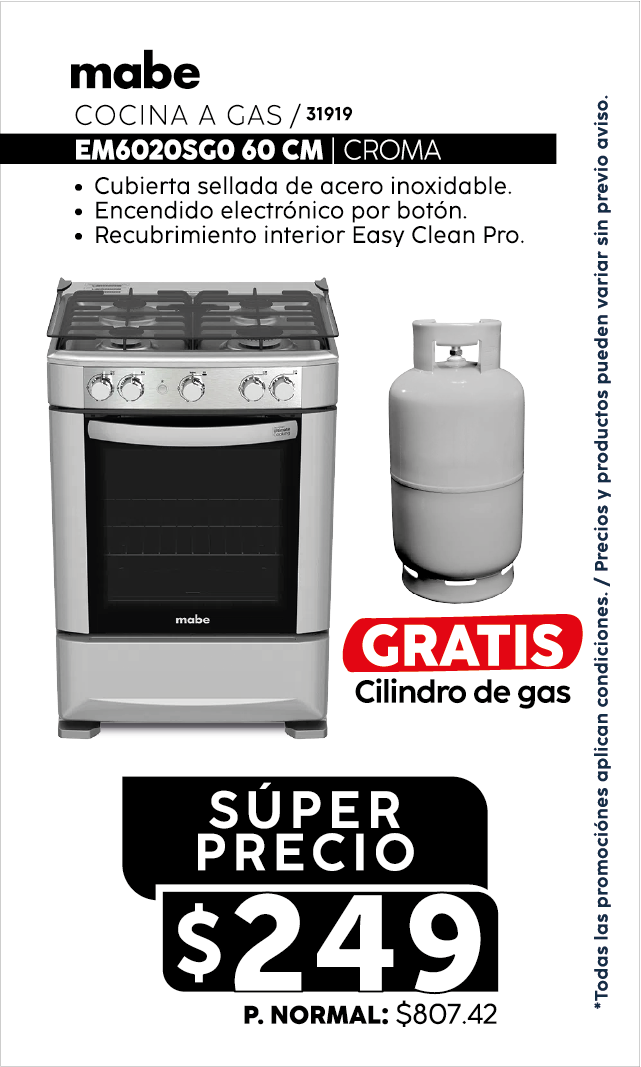 mabe
COCINA A GAS / 31919
EM6020SG0 60 CM | CROMA
• Cubierta sellada de acero inoxidable.
• Encendido electrónico por botón.
• Recubrimiento interior Easy Clean Pro.
mabe
GRATIS
Cilindro de gas
SÚPER
PRECIO
$249
P. NORMAL: $807.42
*Todas las promociónes aplican condiciones. / Precios y productos pueden variar sin previo aviso.